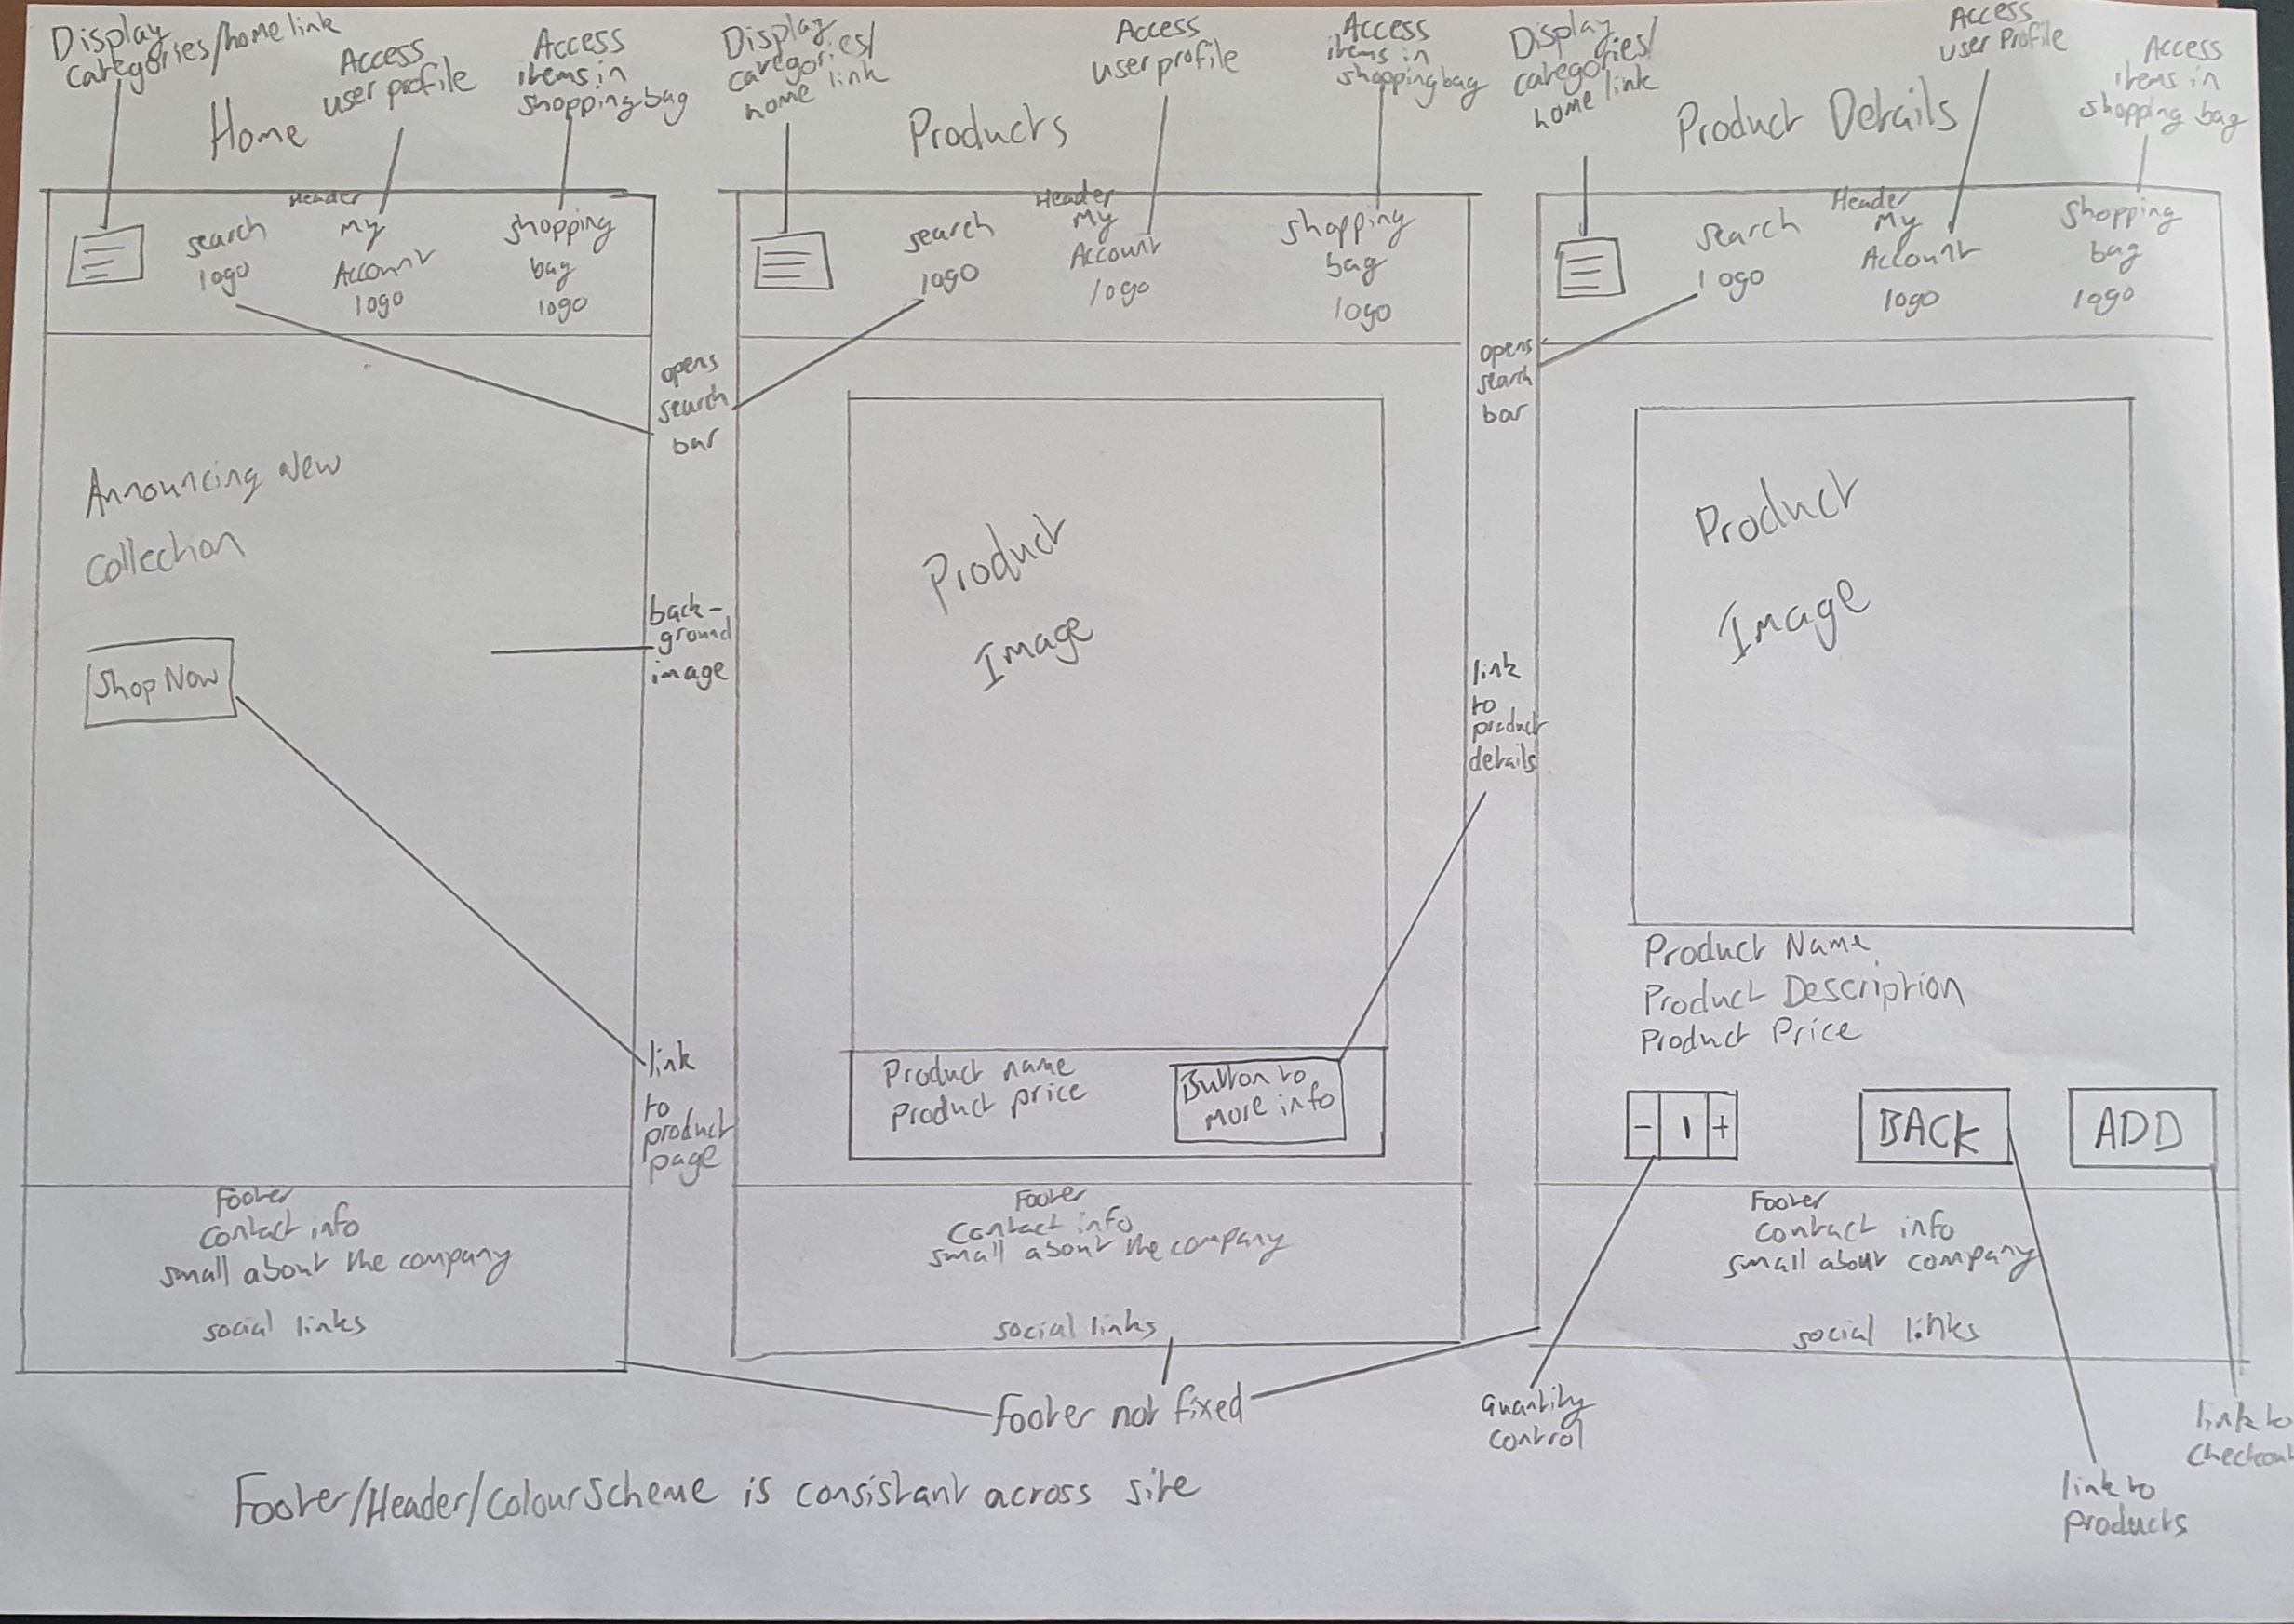 Display
categories/home link
Access
user profile
Access
items in
shopping bag
Home
Header
search
logo
My
Account
logo
shopping
bag
logo
opens
search
bar
Announcing New
Collection
Shop Now
back-
ground
image
link
to
product
page
Footer
contact info
small about the company
social links
Display
categories/
home link
Access
user profile
Access
items in
shopping bag
Products
Header
search
logo
My
Account
logo
shopping
bag
logo
opens
search
bar
Product
Image
link
to
product
details
Product name
Product price
Button to
more info
Footer
contact info
small about the company
social links
Display
categories/
home link
Access
user Profile
Access
items in
shopping bag
Product Details
Header
search
logo
My
Account
logo
shopping
bag
logo
Product
Image
Product Name
Product Description
Product Price
- 1 +
BACK
ADD
Footer
contact info
small about company
social links
Footer not fixed
Quantity
control
link to
products
link to
checkout
Footer/Header/ColourScheme is consistant across site